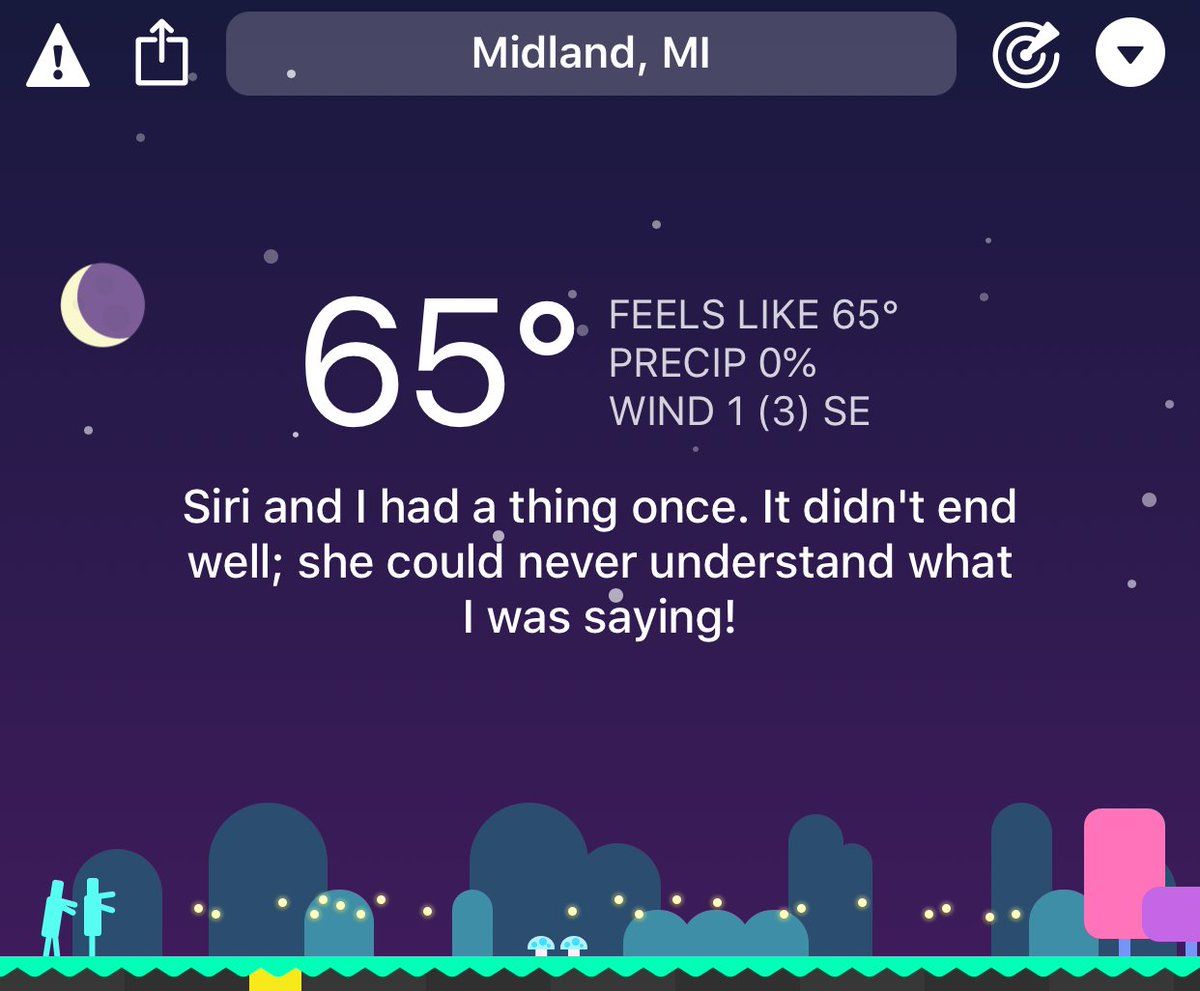 Midland, MI
65°
FEELS LIKE 65°
PRECIP 0%
WIND 1 (3) SE
Siri and I had a thing once. It didn't end
well; she could never understand what
I was saying!